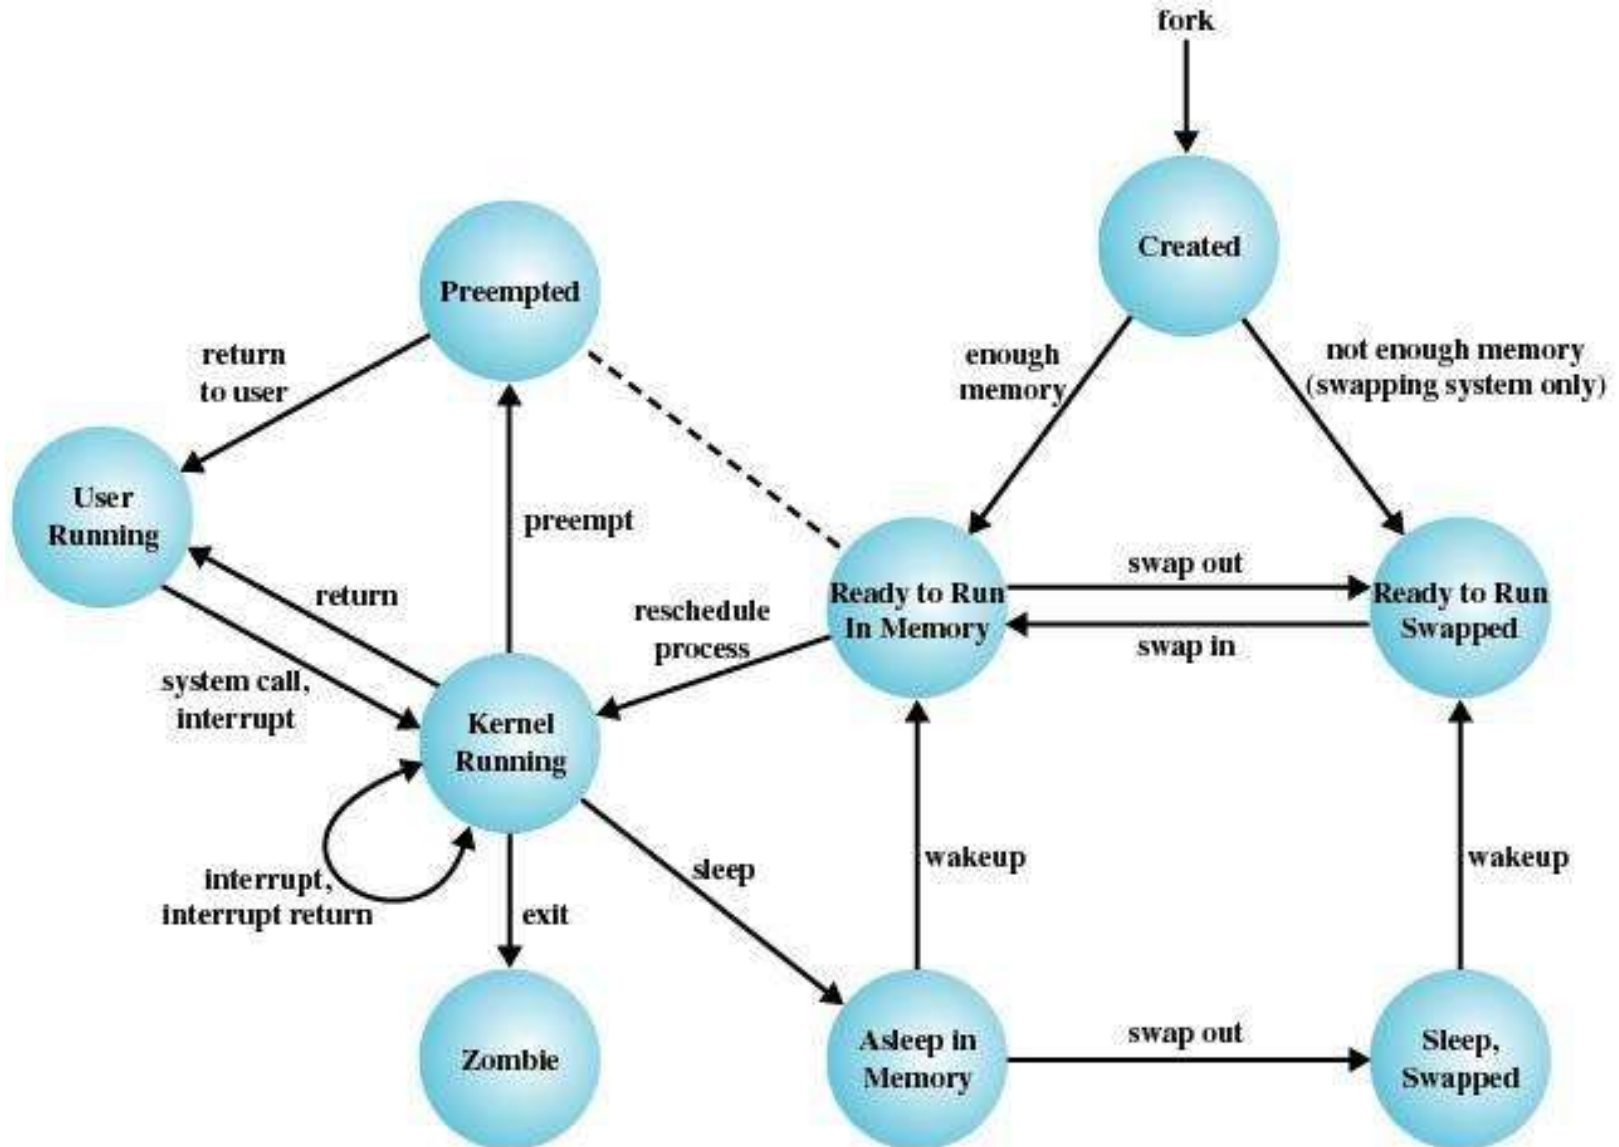 fork
Created
Preempted
return
to user
enough
memory
not enough memory
(swapping system only)
User
Running
preempt
return
reschedule
process
Ready to Run
In Memory
swap out
swap in
Ready to Run
Swapped
system call,
interrupt
Kernel
Running
interrupt,
interrupt return
exit
sleep
wakeup
wakeup
Zombie
Asleep in
Memory
swap out
Sleep,
Swapped